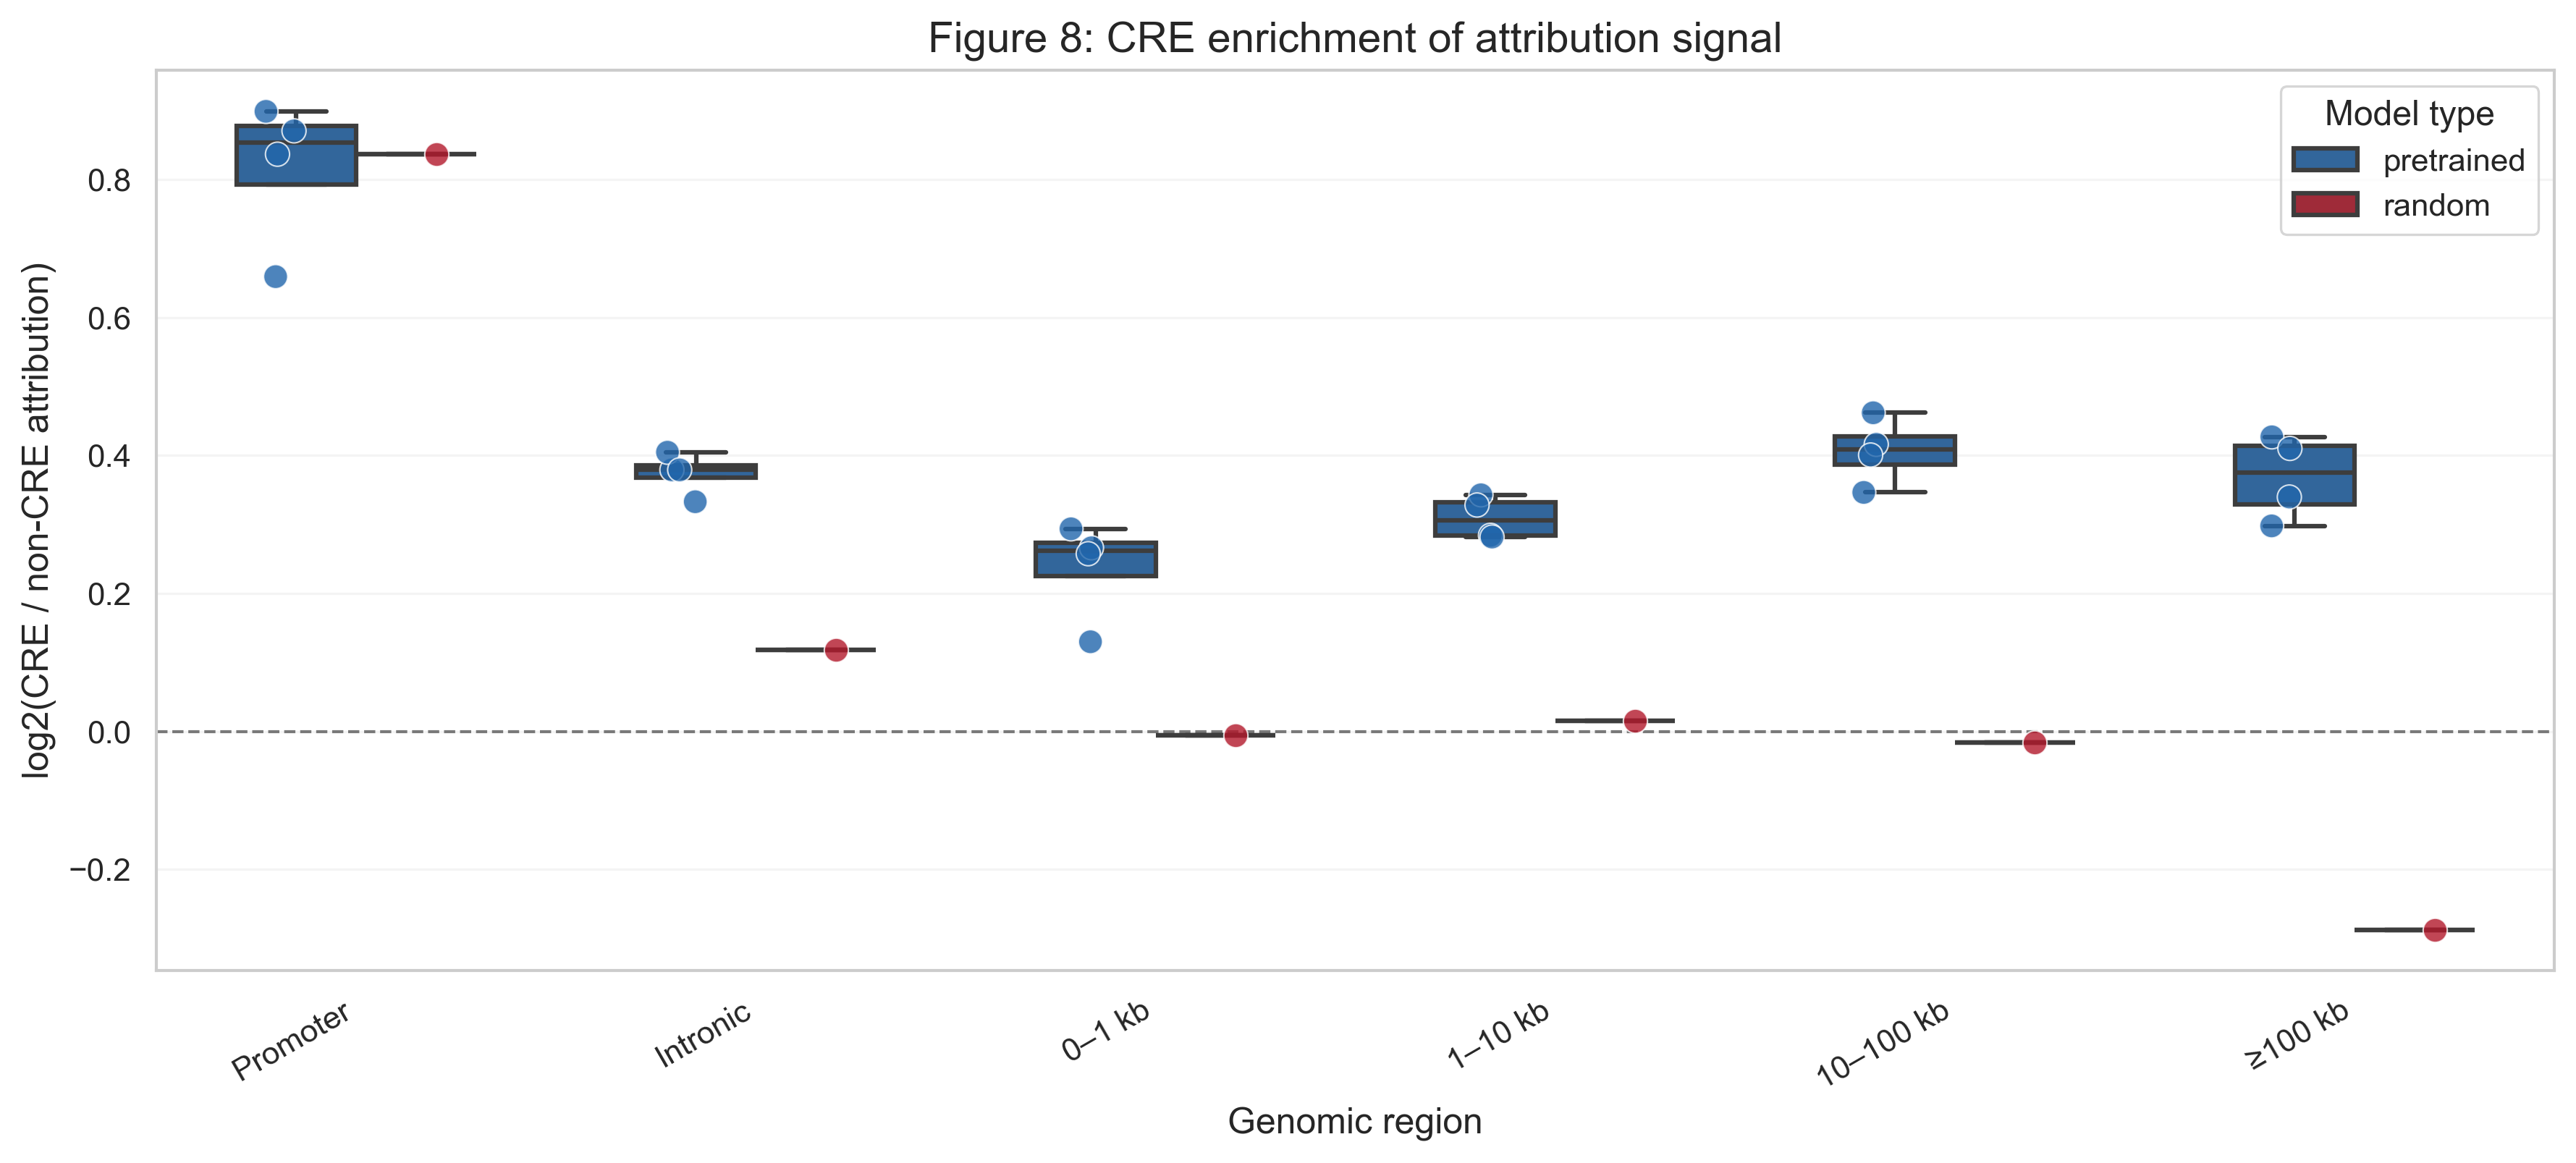 Figure 8: CRE enrichment of attribution signal
log2(CRE / non-CRE attribution)
0.8
0.6
0.4
0.2
0.0
−0.2
Model type
pretrained
random
Promoter
Intronic
0–1 kb
1–10 kb
10–100 kb
≥100 kb
Genomic region